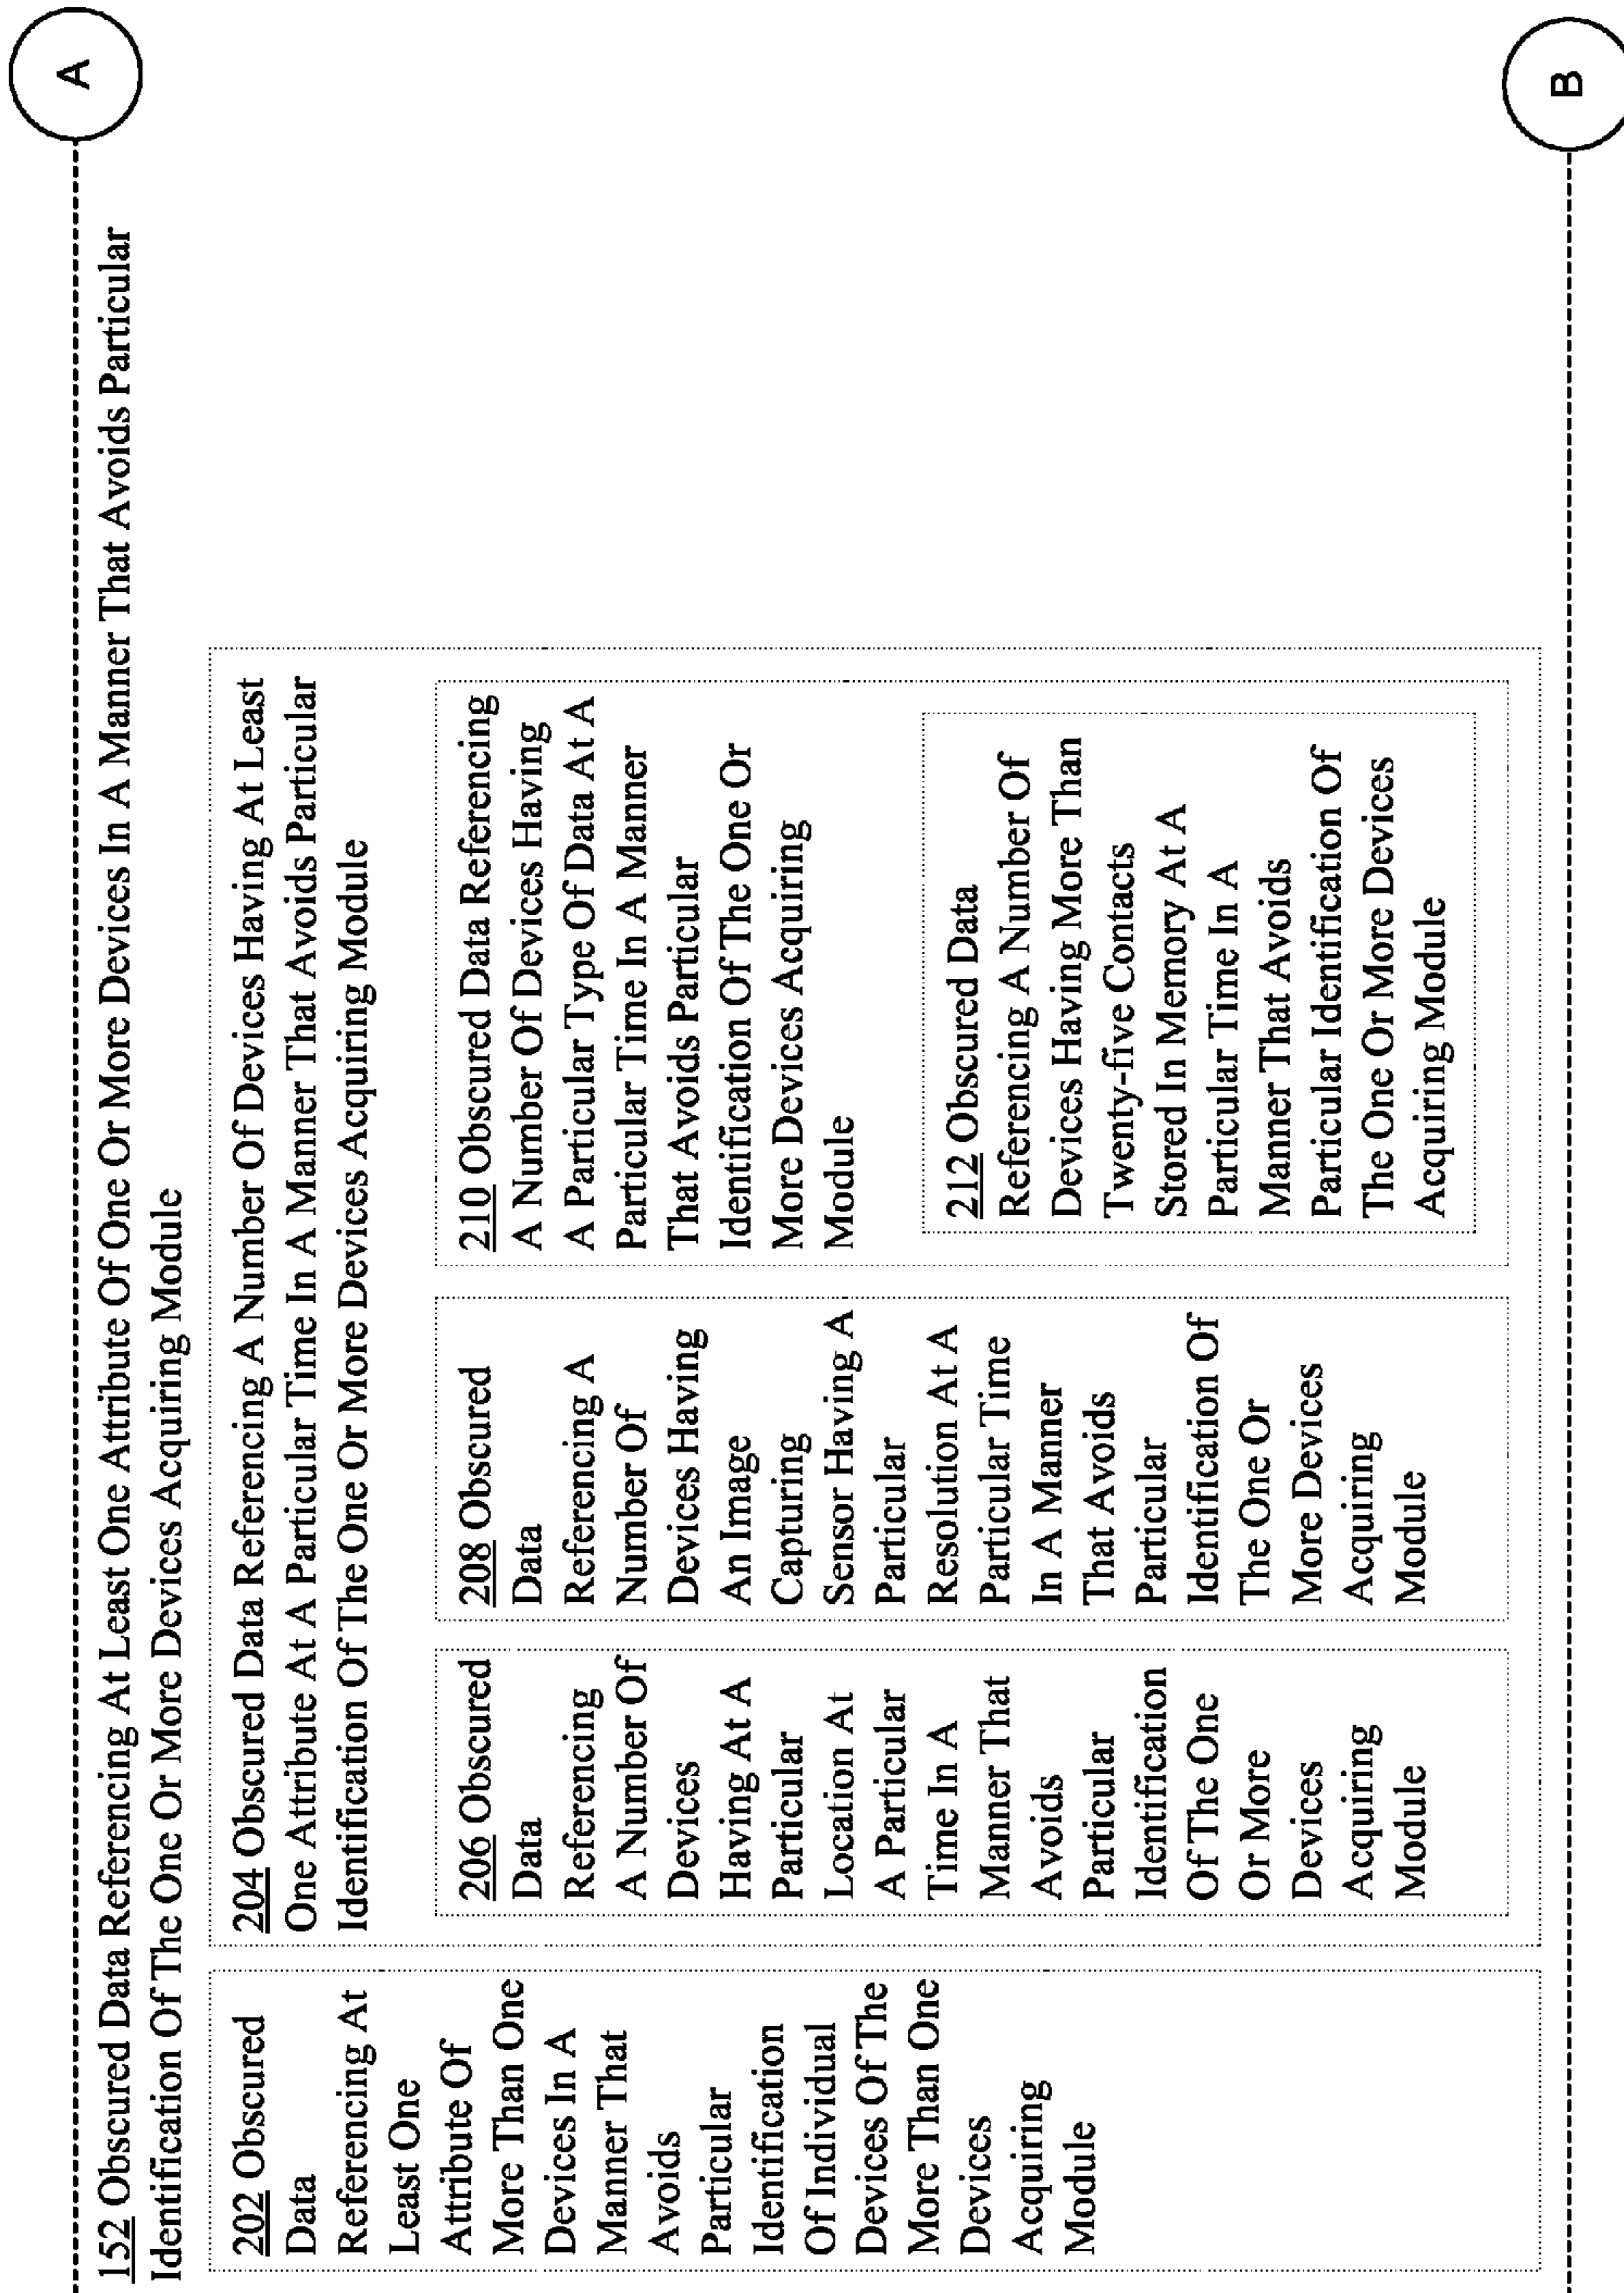 A
152 Obscured Data Referencing At Least One Attribute Of One Or More Devices In A Manner That Avoids Particular
Identification Of The One Or More Devices Acquiring Module
202 Obscured
Data
Referencing At
Least One
Attribute Of
More Than One
Devices In A
Manner That
Avoids
Particular
Identification
Of Individual
Devices Of The
More Than One
Devices
Acquiring
Module
204 Obscured Data Referencing A Number Of Devices Having At Least
One Attribute At A Particular Time In A Manner That Avoids Particular
Identification Of The One Or More Devices Acquiring Module
206 Obscured
Data
Referencing
A Number Of
Devices
Having At A
Particular
Location At
A Particular
Time In A
Manner That
Avoids
Particular
Identification
Of The One
Or More
Devices
Acquiring
Module
208 Obscured
Data
Referencing A
Number Of
Devices Having
An Image
Capturing
Sensor Having A
Particular
Resolution At A
Particular Time
In A Manner
That Avoids
Particular
Identification Of
The One Or
More Devices
Acquiring
Module
210 Obscured Data Referencing
A Number Of Devices Having
A Particular Type Of Data At A
Particular Time In A Manner
That Avoids Particular
Identification Of The One Or
More Devices Acquiring
Module
212 Obscured Data
Referencing A Number Of
Devices Having More Than
Twenty-five Contacts
Stored In Memory At A
Particular Time In A
Manner That Avoids
Particular Identification Of
The One Or More Devices
Acquiring Module
B